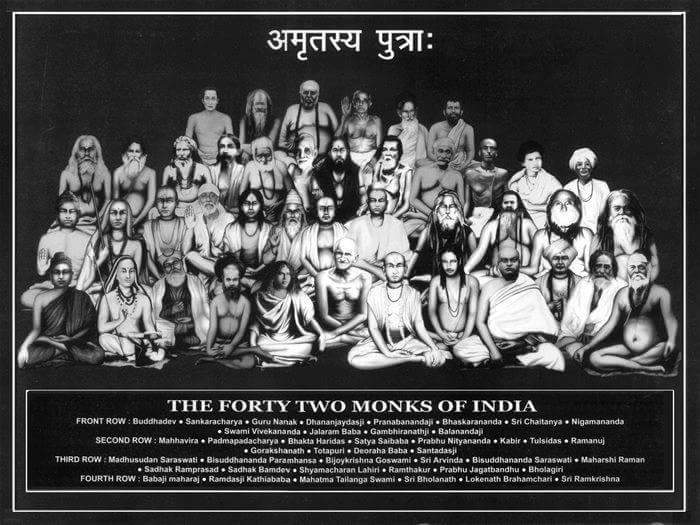 अमृतस्य पुत्राः
THE FORTY TWO MONKS OF INDIA
FRONT ROW : Buddhadev ● Sankaracharya ● Guru Nanak ● Dhananjaydasji ● Pranabanandaji ● Bhaskarananda ● Sri Chaitanya ● Nigamananda
● Swami Vivekananda ● Jalaram Baba ● Gambhiranathji ● Balanandaji
SECOND ROW : Mahhavira ● Padmapadacharya ● Bhakta Haridas ● Satya Saibaba ● Prabhu Nityananda ● Kabir ● Tulsidas ● Ramanuj
● Gorakshanath ● Totapuri ● Deoraha Baba ● Santadasji
THIRD ROW : Madhusudan Saraswati ● Bisuddhananda Paramhansa ● Bijoykrishna Goswami ● Sri Arvinda ● Bisuddhananda Saraswati ● Maharshi Raman
● Sadhak Ramprasad ● Sadhak Bamdev ● Shyamacharan Lahiri ● Ramthakur ● Prabhu Jagatbandhu ● Bholagiri
FOURTH ROW : Babaji maharaj ● Ramdasji Kathiababa ● Mahatma Tailanga Swami ● Sri Bholanath ● Lokenath Brahamchari ● Sri Ramkrishna